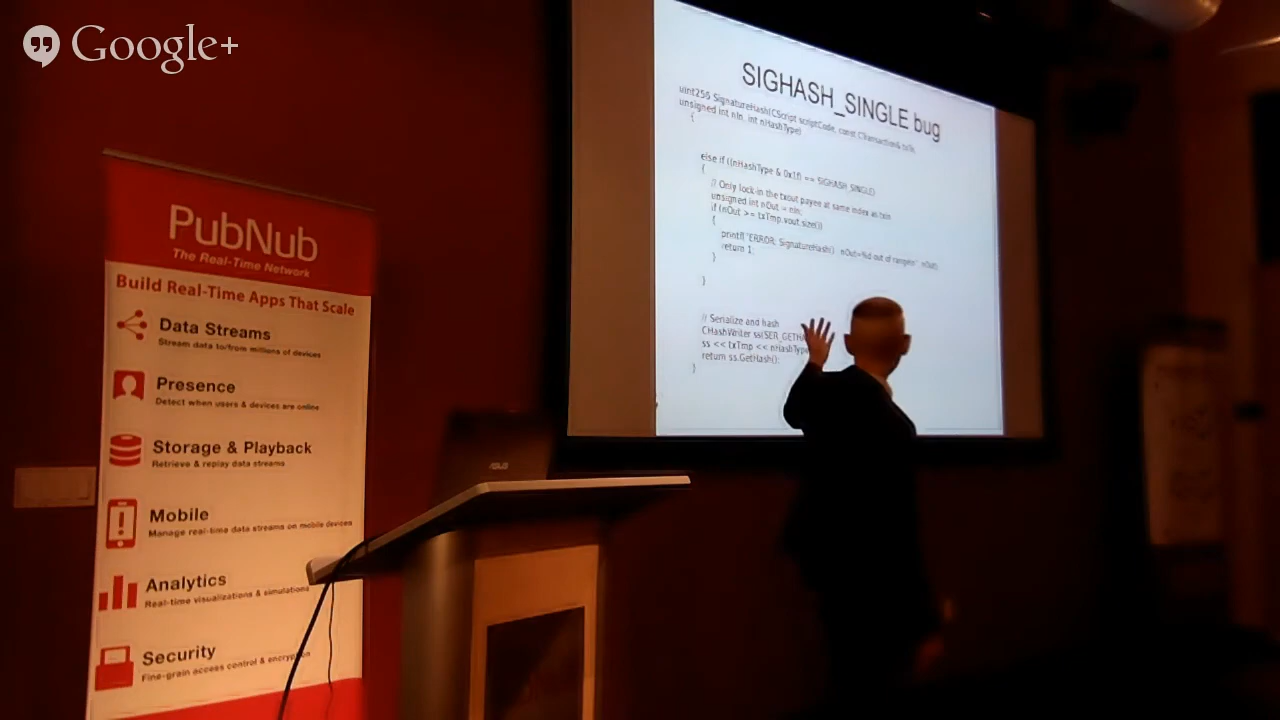 Google+
PubNub
The Real-Time Network
Build Real-Time Apps That Scale
Data Streams
Stream data to/from millions of devices
Presence
Detect when users & devices are online
Storage & Playback
Retrieve & replay data streams
Mobile
Manage real-time data streams on mobile devices
Analytics
Real-time visualizations & simulations
Security
Fine-grain access control & encryption
ASUS
SIGHASH_SINGLE bug
uint256 SignatureHash(CScript scriptCode, const CTransaction& txTo,
unsigned int nIn, int nHashType)
{
else if ((nHashType & 0x1f) == SIGHASH_SINGLE)
{
// Only lock-in the txout payee at same index as txin
unsigned int nOut = nIn;
if (nOut >= txTmp.vout.size())
{
printf("ERROR: SignatureHash() : nOut=%d out of range\n", nOut);
return 1;
}
}
// Serialize and hash
CHashWriter ss(SER_GETHA
ss << txTmp << nHashType
return ss.GetHash();
}